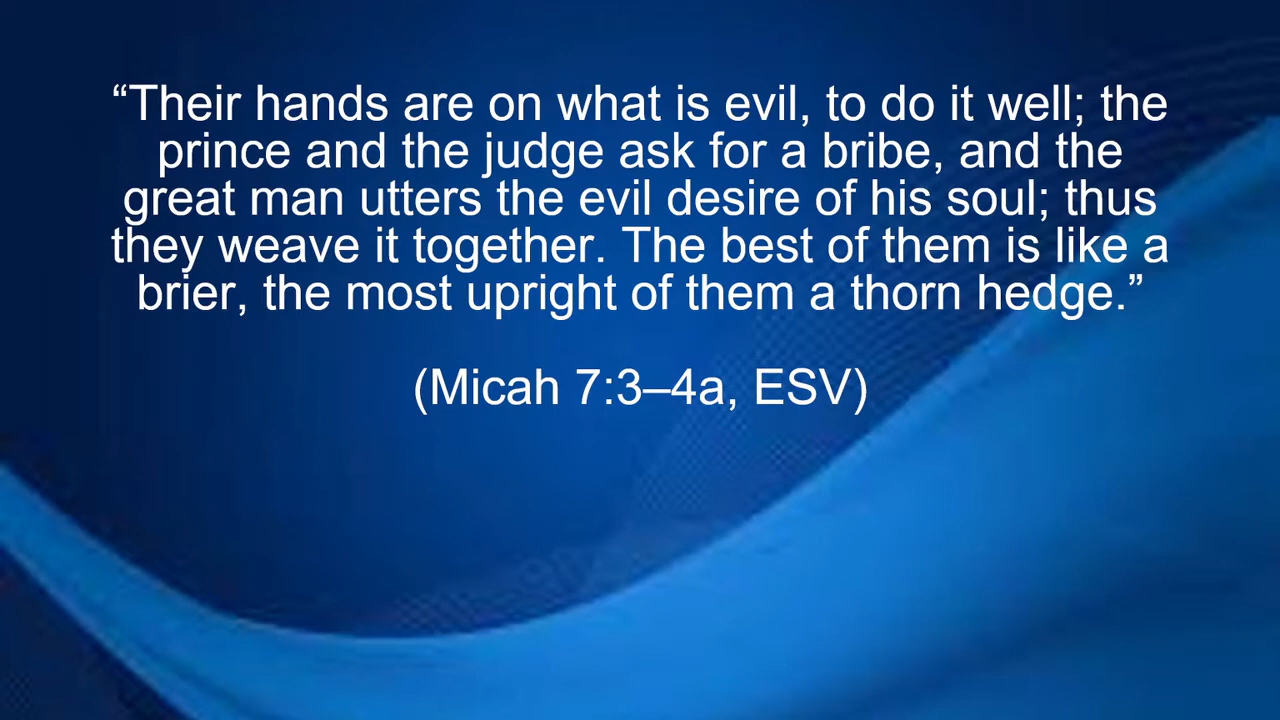 “Their hands are on what is evil, to do it well; the
prince and the judge ask for a bribe, and the
great man utters the evil desire of his soul; thus
they weave it together. The best of them is like a
brier, the most upright of them a thorn hedge.”
(Micah 7:3–4a, ESV)